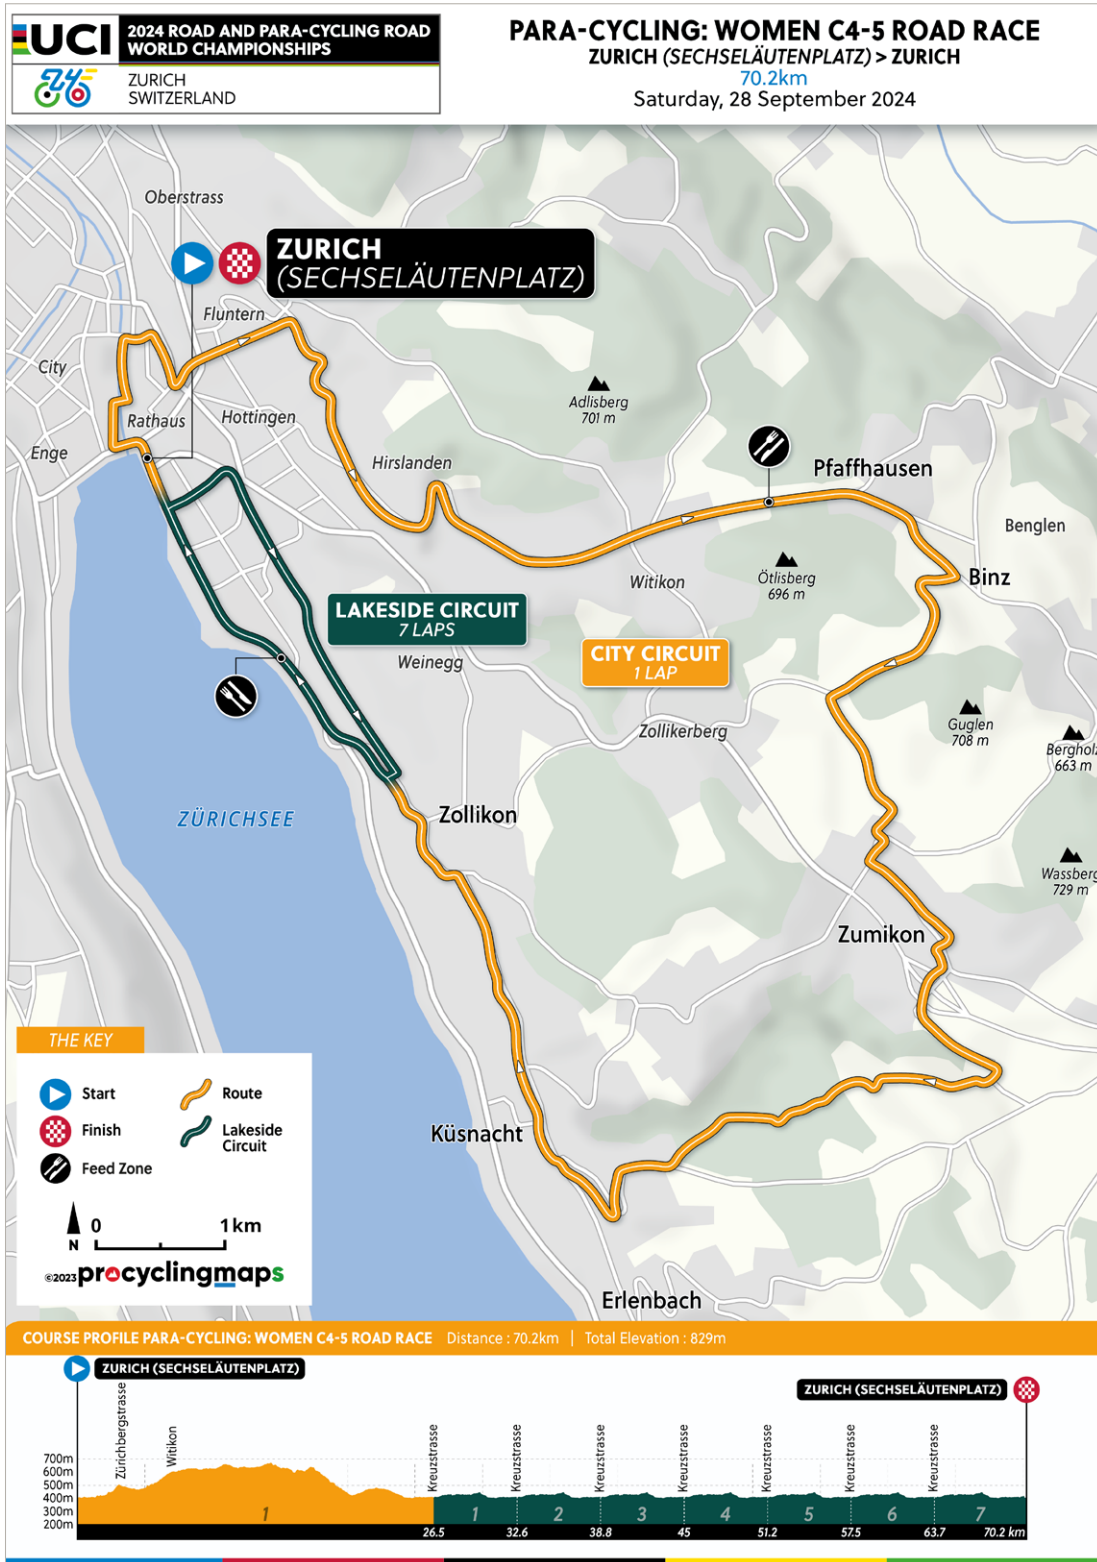 UCI
2024 ROAD AND PARA-CYCLING ROAD
WORLD CHAMPIONSHIPS
ZURICH
SWITZERLAND
PARA-CYCLING: WOMEN C4-5 ROAD RACE
ZURICH (SECHSELÄUTENPLATZ) > ZURICH
70.2km
Saturday, 28 September 2024
Oberstrass
ZURICH
(SECHSELÄUTENPLATZ)
Fluntern
City
Adlisberg
701 m
Rathaus
Hottingen
Enge
Hirslanden
Pfaffhausen
Benglen
Binz
Witikon
Ötlisberg
696 m
LAKESIDE CIRCUIT
7 LAPS
CITY CIRCUIT
1 LAP
Weinegg
Guglen
708 m
Zollikerberg
Bergholz
663 m
ZÜRICHSEE
Zollikon
Wassberg
729 m
Zumikon
THE KEY
Start
Route
Finish
Lakeside
Circuit
Feed Zone
Küsnacht
0 1 km
N
©2023 procyclingmaps
Erlenbach
COURSE PROFILE PARA-CYCLING: WOMEN C4-5 ROAD RACE Distance : 70.2km | Total Elevation : 829m
ZURICH (SECHSELÄUTENPLATZ)
ZURICH (SECHSELÄUTENPLATZ)
Zürichbergstrasse
Witikon
Kreuzstrasse
Kreuzstrasse
Kreuzstrasse
Kreuzstrasse
Kreuzstrasse
Kreuzstrasse
Kreuzstrasse
700m
600m
500m
400m
300m
200m
1 1 2 3 4 5 6 7
26.5 32.6 38.8 45 51.2 57.5 63.7 70.2 km